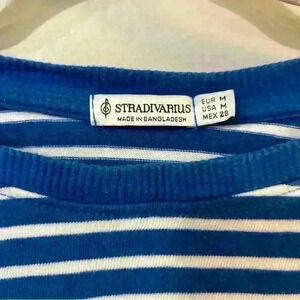 STRADIVARIUS
MADE IN BANGLADESH
EUR M
USA M
MEX 28